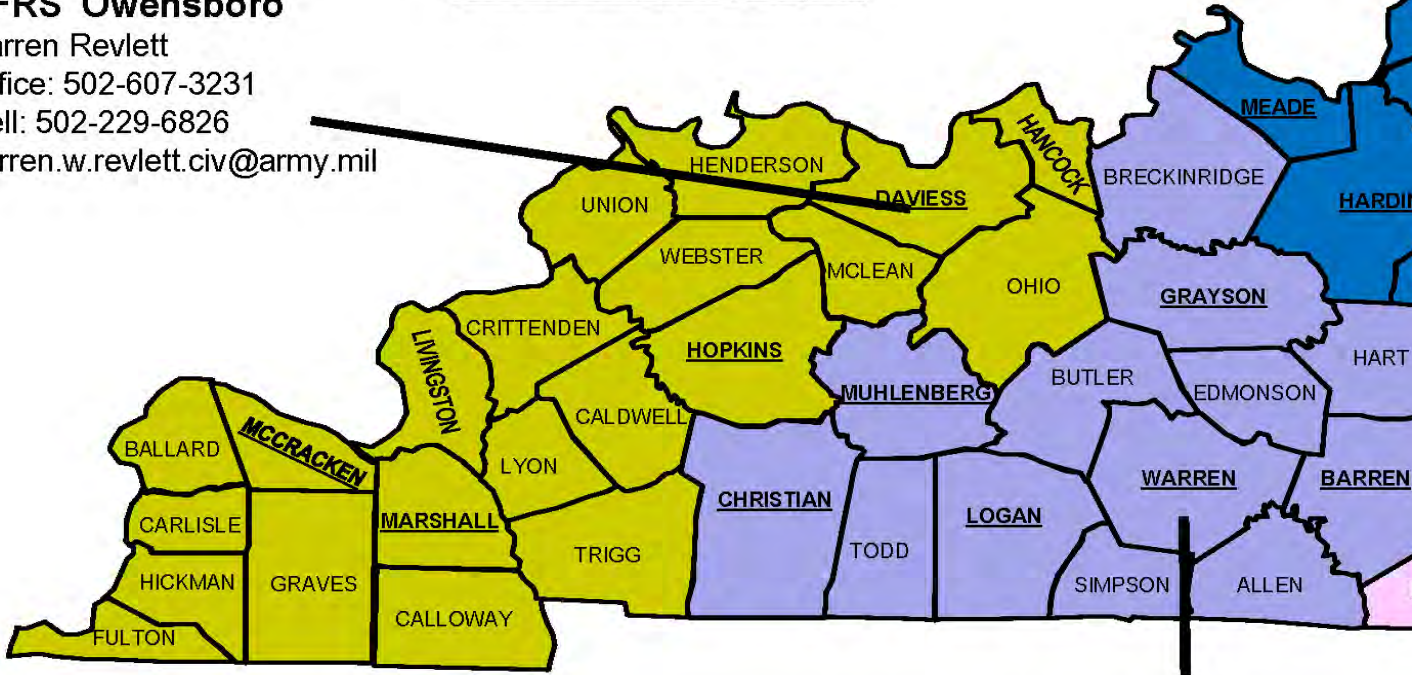 FRS Owensboro
arren Revlett
ffice: 502-607-3231
ell: 502-229-6826
rren.w.revlett.civ@army.mil
MEADE
HANCOCK
HENDERSON
BRECKINRIDGE
DAVIESS
HARDIN
UNION
WEBSTER
MCLEAN
OHIO
GRAYSON
CRITTENDEN
LIVINGSTON
HOPKINS
HART
BUTLER
MUHLENBERG
EDMONSON
CALDWELL
BALLARD
MCCRACKEN
LYON
WARREN
BARREN
CHRISTIAN
LOGAN
MARSHALL
CARLISLE
TODD
TRIGG
HICKMAN
GRAVES
SIMPSON
ALLEN
CALLOWAY
FULTON